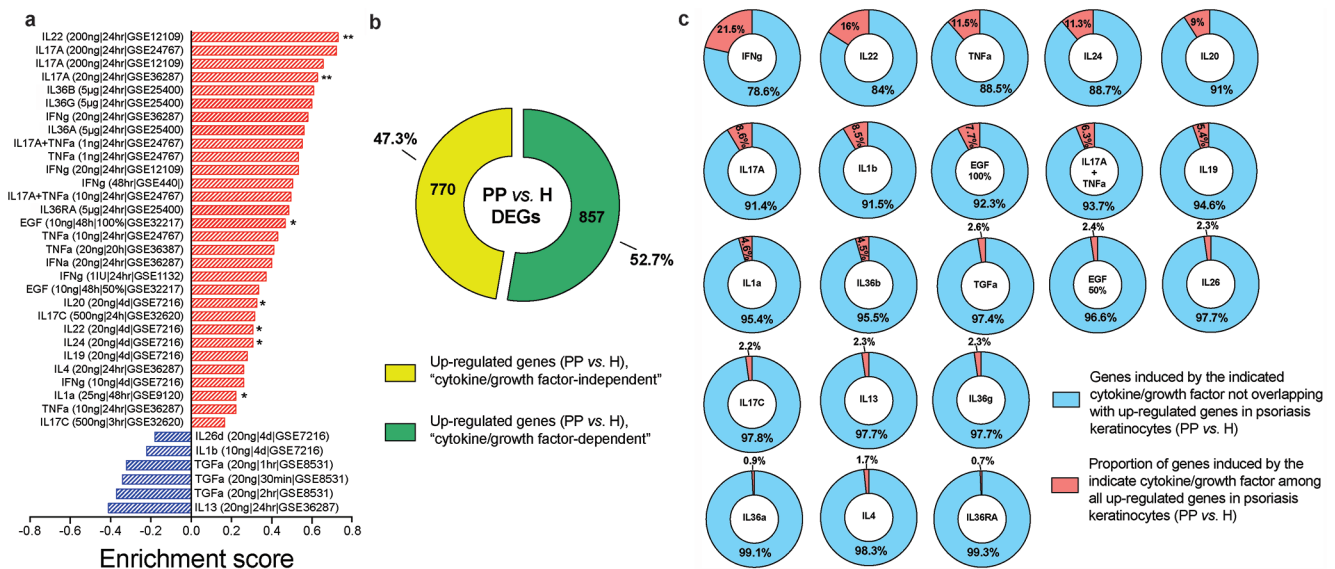 a
IL22 (200ng|24hr|GSE12109)
**
IL17A (200ng|24hr|GSE24767)
IL17A (200ng|24hr|GSE12109)
IL17A (20ng|24hr|GSE36287)
**
IL36B (5µg|24hr|GSE25400)
IL36G (5µg|24hr|GSE25400)
IFNg (20ng|24hr|GSE36287)
IL36A (5µg|24hr|GSE25400)
IL17A+TNFa (1ng|24hr|GSE24767)
TNFa (1ng|24hr|GSE24767)
IFNg (20ng|24hr|GSE12109)
IFNg (48hr|GSE440|)
IL17A+TNFa (10ng|24hr|GSE24767)
IL36RA (5µg|24hr|GSE25400)
EGF (10ng|48h|100%|GSE32217)
*
TNFa (10ng|24hr|GSE24767)
TNFa (20ng|20h|GSE36387)
IFNa (20ng|24hr|GSE36287)
IFNg (1IU|24hr|GSE1132)
EGF (10ng|48h|50%|GSE32217)
IL20 (20ng|4d|GSE7216)
*
IL17C (500ng|24h|GSE32620)
IL22 (20ng|4d|GSE7216)
*
IL24 (20ng|4d|GSE7216)
*
IL19 (20ng|4d|GSE7216)
IL4 (20ng|24hr|GSE36287)
IFNg (10ng|4d|GSE7216)
IL1a (25ng|48hr|GSE9120)
*
TNFa (10ng|24hr|GSE36287)
IL17C (500ng|3hr|GSE32620)
IL26d (20ng|4d|GSE7216)
IL1b (10ng|4d|GSE7216)
TGFa (20ng|1hr|GSE8531)
TGFa (20ng|30min|GSE8531)
TGFa (20ng|2hr|GSE8531)
IL13 (20ng|24hr|GSE36287)
-0.8 -0.6 -0.4 -0.2 0.0 0.2 0.4 0.6 0.8
Enrichment score
b
47.3%
770
PP vs. H
DEGs
857
52.7%
Up-regulated genes (PP vs. H),
“cytokine/growth factor-independent”
Up-regulated genes (PP vs. H),
“cytokine/growth factor-dependent”
c
21.5%
IFNg
78.6%
16%
IL22
84%
11.5%
TNFa
88.5%
11.3%
IL24
88.7%
9%
IL20
91%
8.6%
IL17A
91.4%
8.5%
IL1b
91.5%
7.7%
EGF
100%
92.3%
6.3%
IL17A
+
TNFa
93.7%
5.4%
IL19
94.6%
4.6%
IL1a
95.4%
4.5%
IL36b
95.5%
2.6%
TGFa
97.4%
2.4%
EGF
50%
96.6%
2.3%
IL26
97.7%
2.2%
IL17C
97.8%
2.3%
IL13
97.7%
2.3%
IL36g
97.7%
0.9%
IL36a
99.1%
1.7%
IL4
98.3%
0.7%
IL36RA
99.3%
Genes induced by the indicated
cytokine/growth factor not overlapping
with up-regulated genes in psoriasis
keratinocytes (PP vs. H)
Proportion of genes induced by the
indicate cytokine/growth factor among
all up-regulated genes in psoriasis
keratinocytes (PP vs. H)